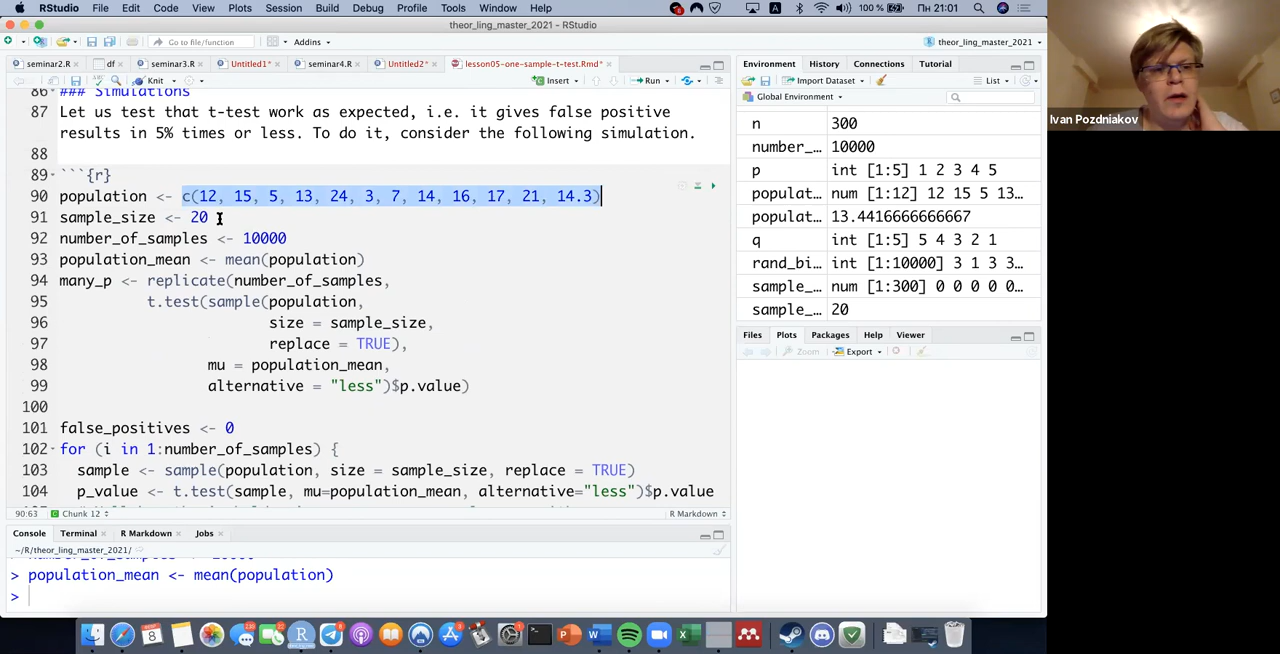 RStudio File Edit Code View Plots Session Build Debug Profile Tools Window Help 100 % Пн 21:01
theor_ling_master_2021 - RStudio
Go to file/function Addins theor_ling_master_2021
seminar2.R df seminar3.R Untitled1* seminar4.R Untitled2* lesson05-one-sample-t-test.Rmd*
Knit Insert Run
86 ### Simulations
87 Let us test that t-test work as expected, i.e. it gives false positive
results in 5% times or less. To do it, consider the following simulation.
88
89 ```{r}
90 population <- c(12, 15, 5, 13, 24, 3, 7, 14, 16, 17, 21, 14.3)
91 sample_size <- 20
92 number_of_samples <- 10000
93 population_mean <- mean(population)
94 many_p <- replicate(number_of_samples,
95 t.test(sample(population,
96 size = sample_size,
97 replace = TRUE),
98 mu = population_mean,
99 alternative = "less")$p.value)
100
101 false_positives <- 0
102 for (i in 1:number_of_samples) {
103 sample <- sample(population, size = sample_size, replace = TRUE)
104 p_value <- t.test(sample, mu=population_mean, alternative="less")$p.value
90:63 Chunk 12 R Markdown
Console Terminal R Markdown Jobs
~/R/theor_ling_master_2021/
> population_mean <- mean(population)
>
Environment History Connections Tutorial
Import Dataset List
Global Environment
n 300
number_… 10000
p int [1:5] 1 2 3 4 5
populat… num [1:12] 12 15 5 13…
populat… 13.4416666666667
q int [1:5] 5 4 3 2 1
rand_bi… int [1:10000] 3 1 3 3…
sample_… num [1:300] 0 0 0 0 0…
sample_… 20
Files Plots Packages Help Viewer
Zoom Export
Ivan Pozdniakov